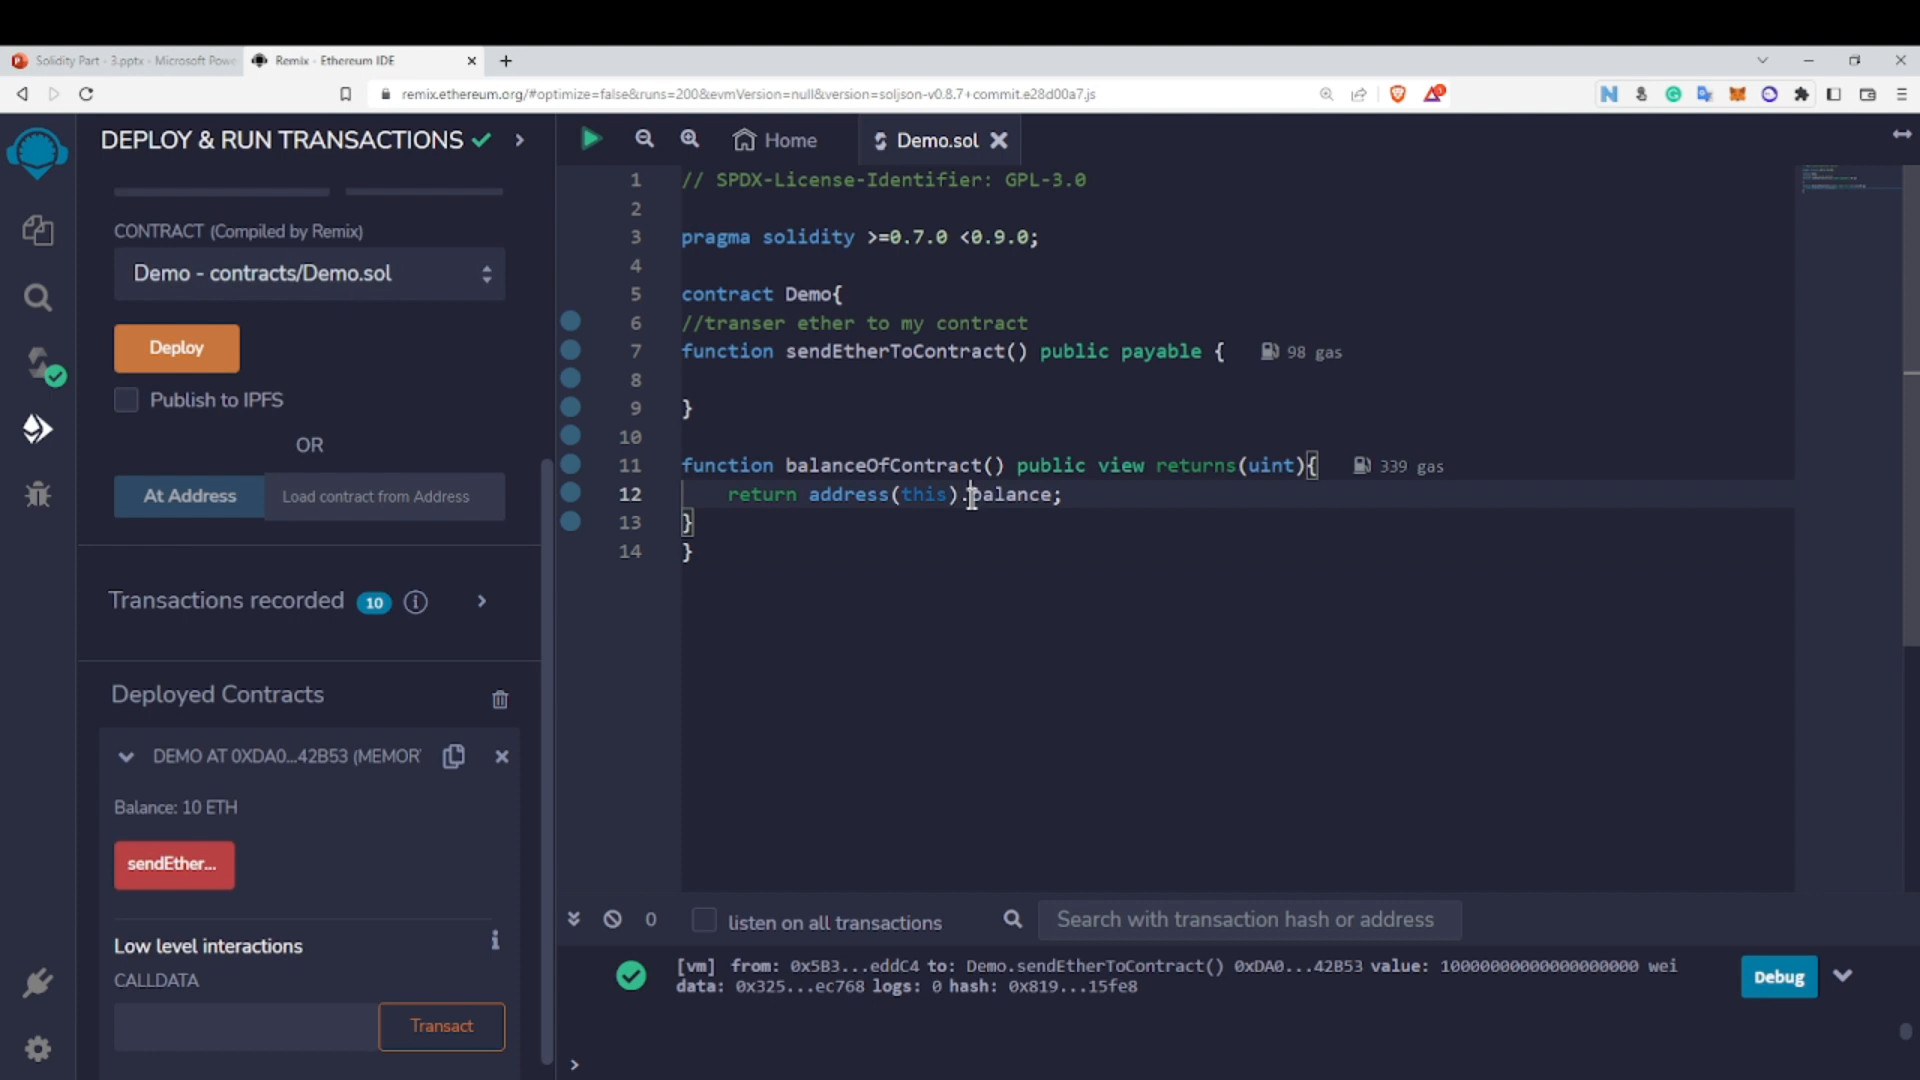 Solidity Part - 3.pptx - Microsoft Powe
Remix - Ethereum IDE
remix.ethereum.org/#optimize=false&runs=200&evmVersion=null&version=soljson-v0.8.7+commit.e28d00a7.js
DEPLOY & RUN TRANSACTIONS
CONTRACT (Compiled by Remix)
Demo - contracts/Demo.sol
Deploy
Publish to IPFS
OR
At Address
Load contract from Address
Transactions recorded 10
Deployed Contracts
DEMO AT 0XDA0...42B53 (MEMOR
Balance: 10 ETH
sendEther...
Low level interactions
CALLDATA
Transact
Home
Demo.sol
1 // SPDX-License-Identifier: GPL-3.0
2
3 pragma solidity >=0.7.0 <0.9.0;
4
5 contract Demo{
6 //transer ether to my contract
7 function sendEtherToContract() public payable { 98 gas
8
9 }
10
11 function balanceOfContract() public view returns(uint){ 339 gas
12 return address(this).balance;
13 }
14 }
0
listen on all transactions
Search with transaction hash or address
[vm] from: 0x5B3...eddC4 to: Demo.sendEtherToContract() 0xDA0...42B53 value: 10000000000000000000 wei
data: 0x325...ec768 logs: 0 hash: 0x819...15fe8
Debug
>